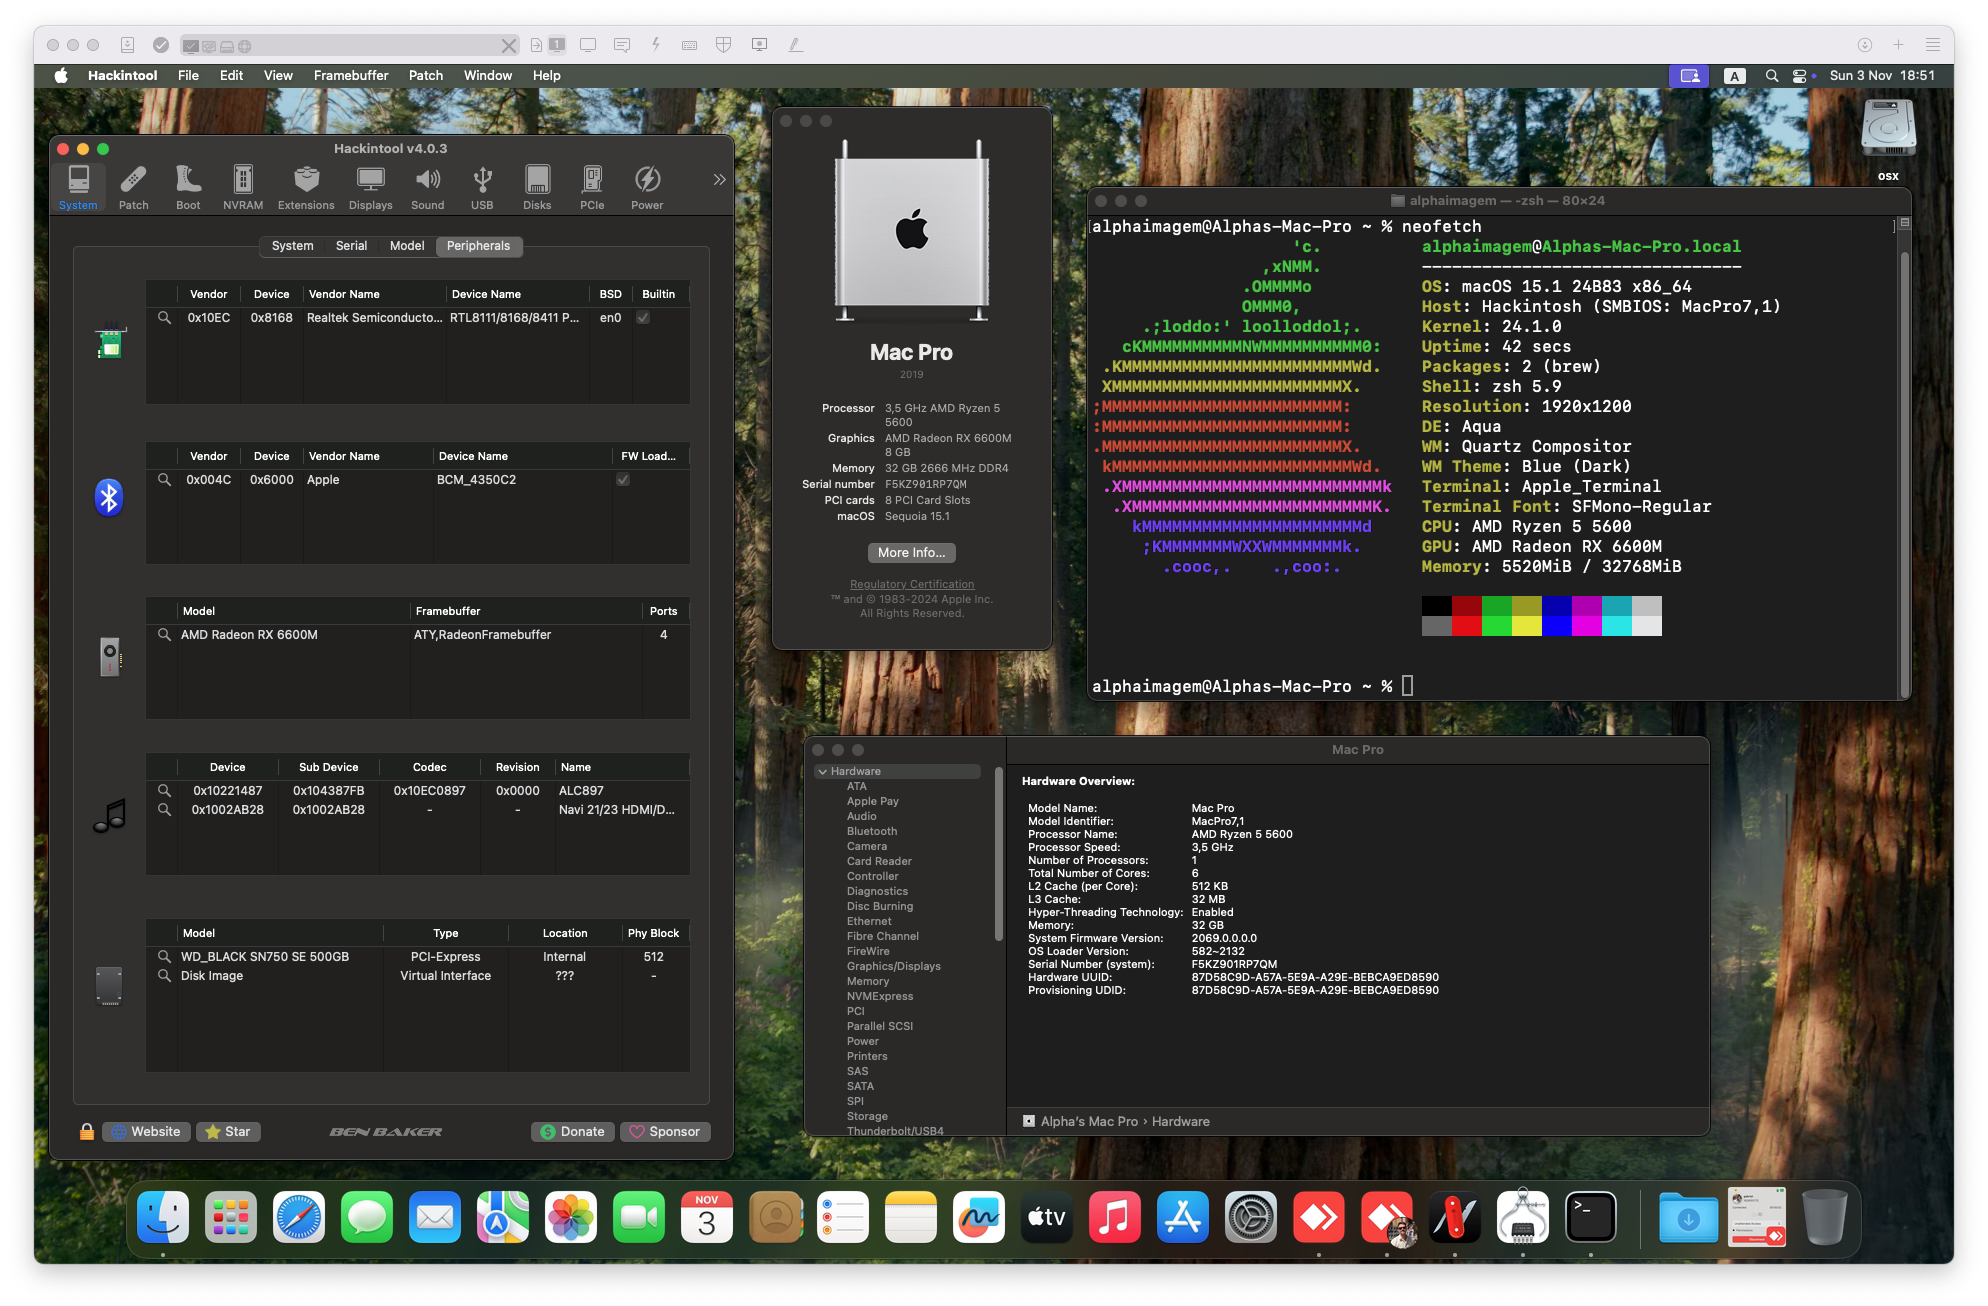 1
Hackintool File Edit View Framebuffer Patch Window Help
A
Sun 3 Nov 18:51
osx
Hackintool v4.0.3
System Patch Boot NVRAM Extensions Displays Sound USB Disks PCIe Power
System Serial Model Peripherals
Vendor Device Vendor Name Device Name BSD Builtin
0x10EC 0x8168 Realtek Semiconducto... RTL8111/8168/8411 P... en0
Vendor Device Vendor Name Device Name FW Load...
0x004C 0x6000 Apple BCM_4350C2
Model Framebuffer Ports
AMD Radeon RX 6600M ATY,RadeonFramebuffer 4
Device Sub Device Codec Revision Name
0x10221487 0x104387FB 0x10EC0897 0x0000 ALC897
0x1002AB28 0x1002AB28 - - Navi 21/23 HDMI/D...
Model Type Location Phy Block
WD_BLACK SN750 SE 500GB PCI-Express Internal 512
Disk Image Virtual Interface ??? -
Website Star BEN BAKER Donate Sponsor
Mac Pro
2019
Processor 3,5 GHz AMD Ryzen 5
5600
Graphics AMD Radeon RX 6600M
8 GB
Memory 32 GB 2666 MHz DDR4
Serial number F5KZ901RP7QM
PCI cards 8 PCI Card Slots
macOS Sequoia 15.1
More Info...
Regulatory Certification
™ and © 1983-2024 Apple Inc.
All Rights Reserved.
alphaimagem — -zsh — 80×24
[alphaimagem@Alphas-Mac-Pro ~ % neofetch ]
'c. alphaimagem@Alphas-Mac-Pro.local
,xNMM. --------------------------------
.OMMMMo OS: macOS 15.1 24B83 x86_64
OMMM0, Host: Hackintosh (SMBIOS: MacPro7,1)
.;loddo:' loolloddol;. Kernel: 24.1.0
cKMMMMMMMMMMNWMMMMMMMMMM0: Uptime: 42 secs
.KMMMMMMMMMMMMMMMMMMMMMMMWd. Packages: 2 (brew)
XMMMMMMMMMMMMMMMMMMMMMMMX. Shell: zsh 5.9
;MMMMMMMMMMMMMMMMMMMMMMMM: Resolution: 1920x1200
:MMMMMMMMMMMMMMMMMMMMMMMM: DE: Aqua
.MMMMMMMMMMMMMMMMMMMMMMMMX. WM: Quartz Compositor
kMMMMMMMMMMMMMMMMMMMMMMMMWd. WM Theme: Blue (Dark)
.XMMMMMMMMMMMMMMMMMMMMMMMMMMk Terminal: Apple_Terminal
.XMMMMMMMMMMMMMMMMMMMMMMMMK. Terminal Font: SFMono-Regular
kMMMMMMMMMMMMMMMMMMMMMMd CPU: AMD Ryzen 5 5600
;KMMMMMMMWXXWMMMMMMMk. GPU: AMD Radeon RX 6600M
.cooc,. .,coo:. Memory: 5520MiB / 32768MiB
alphaimagem@Alphas-Mac-Pro ~ %
Mac Pro
Hardware
ATA
Apple Pay
Audio
Bluetooth
Camera
Card Reader
Controller
Diagnostics
Disc Burning
Ethernet
Fibre Channel
FireWire
Graphics/Displays
Memory
NVMExpress
PCI
Parallel SCSI
Power
Printers
SAS
SATA
SPI
Storage
Thunderbolt/USB4
Hardware Overview:
Model Name: Mac Pro
Model Identifier: MacPro7,1
Processor Name: AMD Ryzen 5 5600
Processor Speed: 3,5 GHz
Number of Processors: 1
Total Number of Cores: 6
L2 Cache (per Core): 512 KB
L3 Cache: 32 MB
Hyper-Threading Technology: Enabled
Memory: 32 GB
System Firmware Version: 2069.0.0.0.0
OS Loader Version: 582~2132
Serial Number (system): F5KZ901RP7QM
Hardware UUID: 87D58C9D-A57A-5E9A-A29E-BEBCA9ED8590
Provisioning UDID: 87D58C9D-A57A-5E9A-A29E-BEBCA9ED8590
Alpha's Mac Pro › Hardware
NOV
3
tv
>_